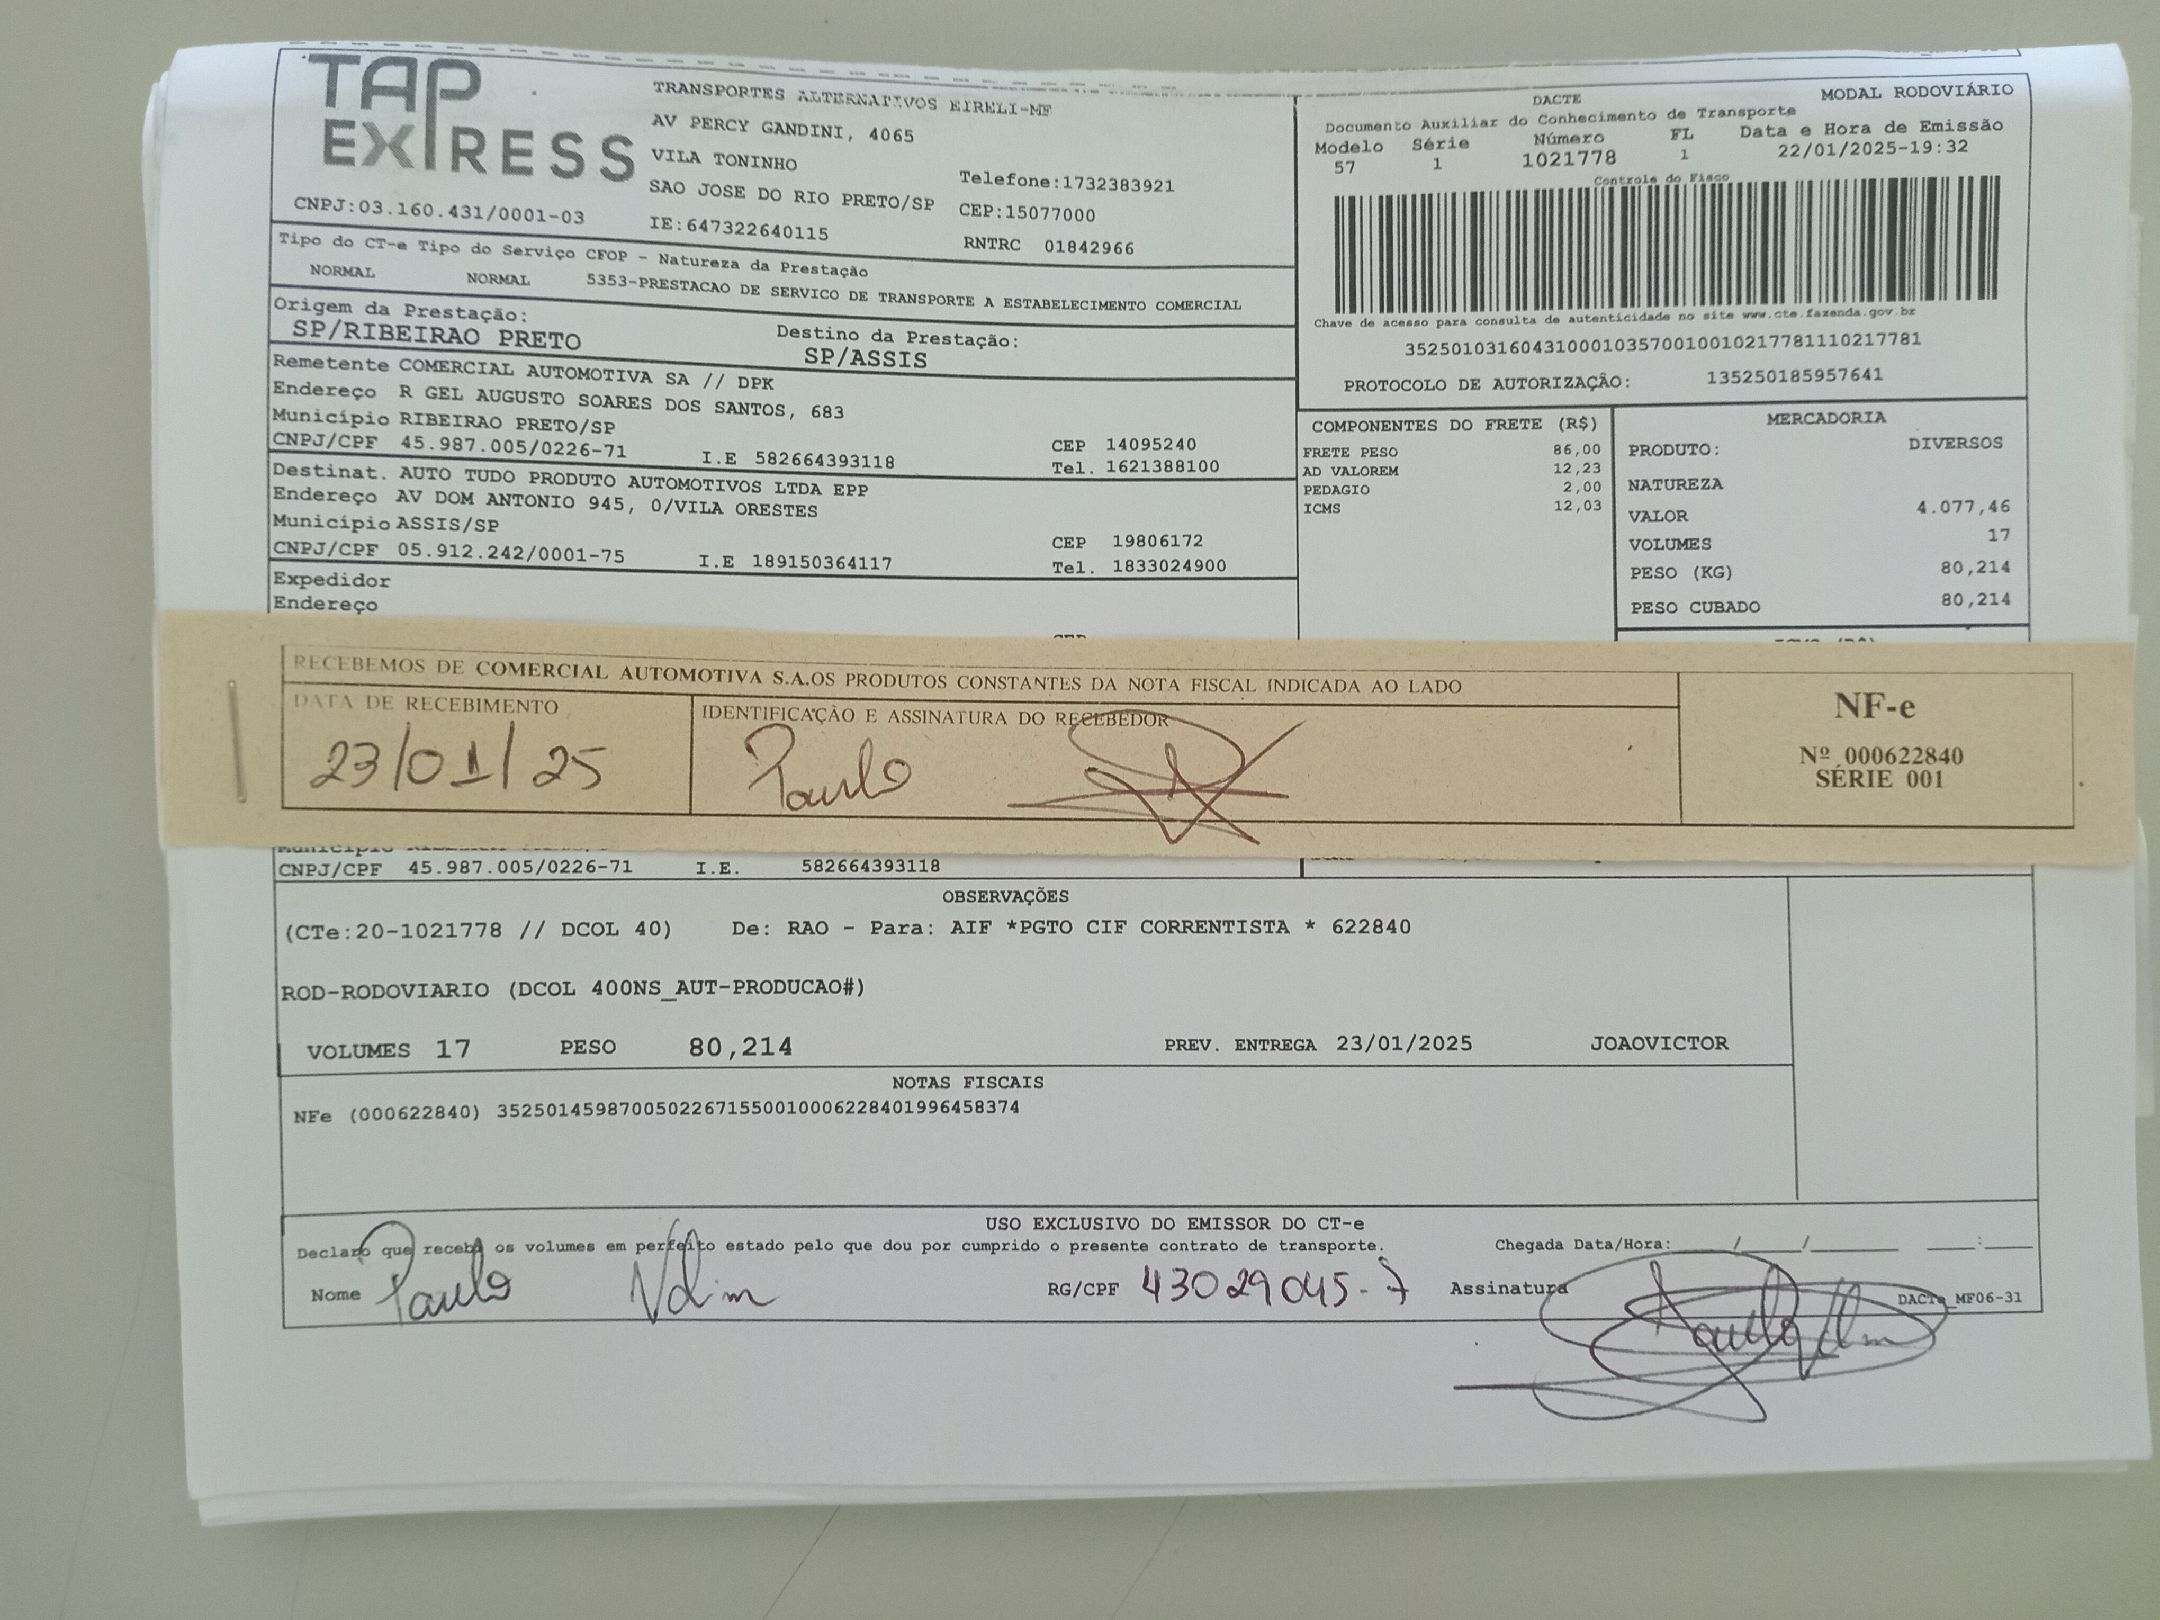 TAP EXPRESS
TRANSPORTES ALTERNATIVOS EIRELI-MF
AV PERCY GANDINI, 4065
VILA TONINHO
SAO JOSE DO RIO PRETO/SP
Telefone:1732383921
CEP:15077000
CNPJ:03.160.431/0001-03
IE:647322640115
RNTRC 01842966
DACTE
MODAL RODOVIÁRIO
Documento Auxiliar do Conhecimento de Transporte
Modelo Série Número FL Data e Hora de Emissão
57 1 1021778 1 22/01/2025-19:32
Controle do Fisco
Chave de acesso para consulta de autenticidade no site www.cte.fazenda.gov.br
35250103160431000103570010010217781110217781
PROTOCOLO DE AUTORIZAÇÃO: 135250185957641
Tipo do CT-e Tipo do Serviço CFOP - Natureza da Prestação
NORMAL NORMAL 5353-PRESTACAO DE SERVICO DE TRANSPORTE A ESTABELECIMENTO COMERCIAL
Origem da Prestação:
SP/RIBEIRAO PRETO
Destino da Prestação:
SP/ASSIS
Remetente COMERCIAL AUTOMOTIVA SA // DPK
Endereço R GEL AUGUSTO SOARES DOS SANTOS, 683
Município RIBEIRAO PRETO/SP
CEP 14095240
CNPJ/CPF 45.987.005/0226-71 I.E 582664393118 Tel. 1621388100
Destinat. AUTO TUDO PRODUTO AUTOMOTIVOS LTDA EPP
Endereço AV DOM ANTONIO 945, 0/VILA ORESTES
Município ASSIS/SP
CEP 19806172
CNPJ/CPF 05.912.242/0001-75 I.E 189150364117 Tel. 1833024900
Expedidor
Endereço
COMPONENTES DO FRETE (R$)
FRETE PESO 86,00
AD VALOREM 12,23
PEDAGIO 2,00
ICMS 12,03
MERCADORIA
PRODUTO: DIVERSOS
NATUREZA
VALOR 4.077,46
VOLUMES 17
PESO (KG) 80,214
PESO CUBADO 80,214
RECEBEMOS DE COMERCIAL AUTOMOTIVA S.A.OS PRODUTOS CONSTANTES DA NOTA FISCAL INDICADA AO LADO
DATA DE RECEBIMENTO
23/01/25
IDENTIFICAÇÃO E ASSINATURA DO RECEBEDOR
Paulo
NF-e
Nº 000622840
SÉRIE 001
CNPJ/CPF 45.987.005/0226-71 I.E. 582664393118
OBSERVAÇÕES
(CTe:20-1021778 // DCOL 40) De: RAO - Para: AIF *PGTO CIF CORRENTISTA * 622840
ROD-RODOVIARIO (DCOL 400NS_AUT-PRODUCAO#)
VOLUMES 17 PESO 80,214 PREV. ENTREGA 23/01/2025 JOAOVICTOR
NOTAS FISCAIS
NFe (000622840) 35250145987005022671550010006228401996458374
USO EXCLUSIVO DO EMISSOR DO CT-e
Declaro que recebi os volumes em perfeito estado pelo que dou por cumprido o presente contrato de transporte. Chegada Data/Hora: ____/____/______ ____:____
Nome Paulo RG/CPF 43029045-7 Assinatura
DACTe_MF06-31